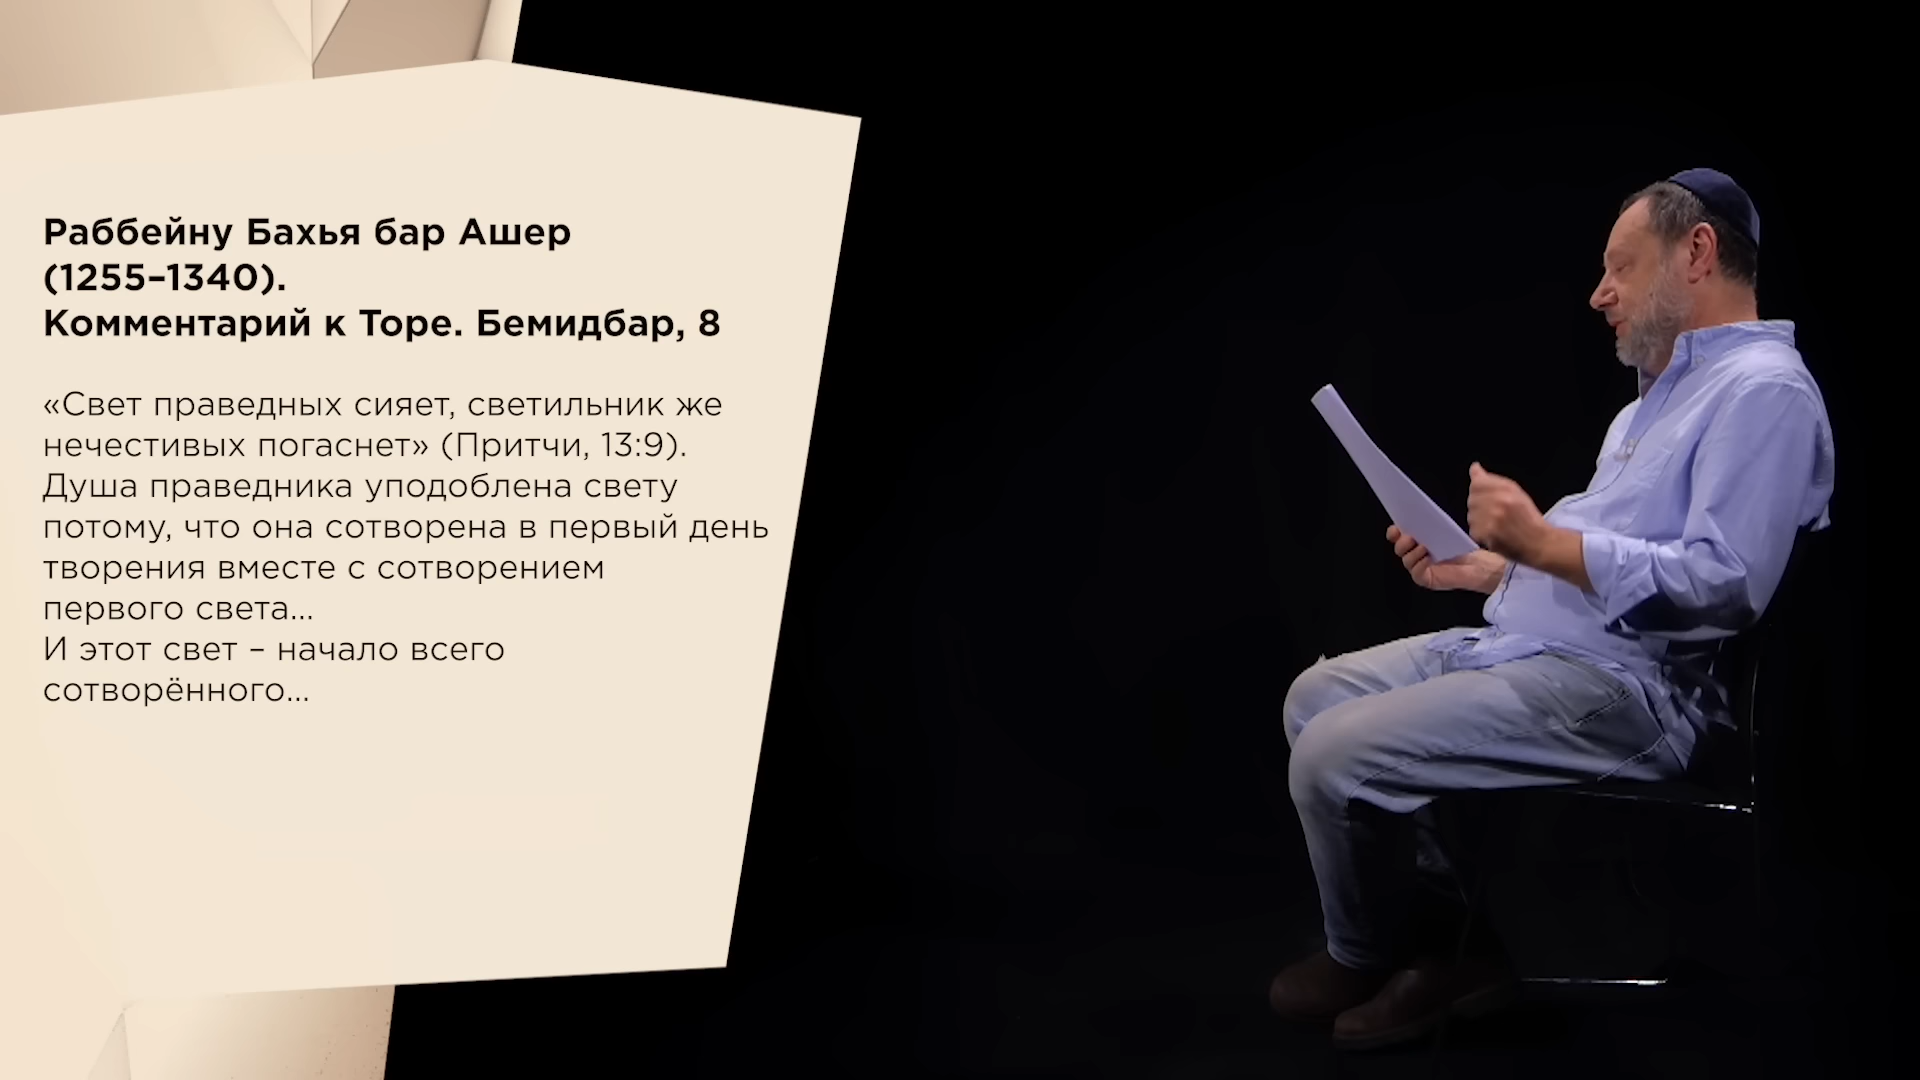 Раббейну Бахья бар Ашер
(1255–1340).
Комментарий к Торе. Бемидбар, 8
«Свет праведных сияет, светильник же
нечестивых погаснет» (Притчи, 13:9).
Душа праведника уподоблена свету
потому, что она сотворена в первый день
творения вместе с сотворением
первого света...
И этот свет – начало всего
сотворённого...